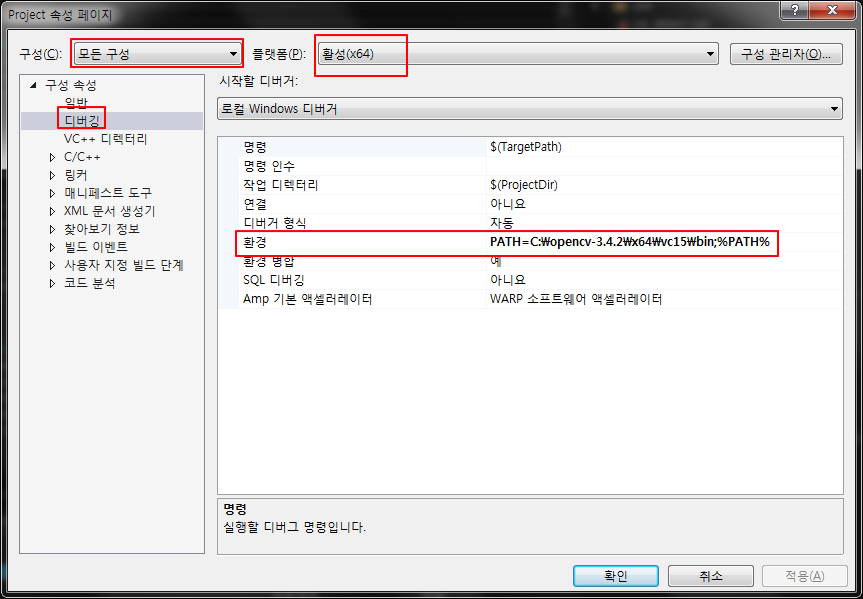 Project 속성 페이지
구성(C): 모든 구성 플랫폼(P): 활성(x64) 구성 관리자(O)...
시작할 디버거:
로컬 Windows 디버거
구성 속성
일반
디버깅
VC++ 디렉터리
C/C++
링커
매니페스트 도구
XML 문서 생성기
찾아보기 정보
빌드 이벤트
사용자 지정 빌드 단계
코드 분석
명령 $(TargetPath)
명령 인수
작업 디렉터리 $(ProjectDir)
연결 아니요
디버거 형식 자동
환경 PATH=C:₩opencv-3.4.2₩x64₩vc15₩bin;%PATH%
환경 병합 예
SQL 디버깅 아니요
Amp 기본 액셀러레이터 WARP 소프트웨어 액셀러레이터
명령
실행할 디버그 명령입니다.
확인 취소 적용(A)